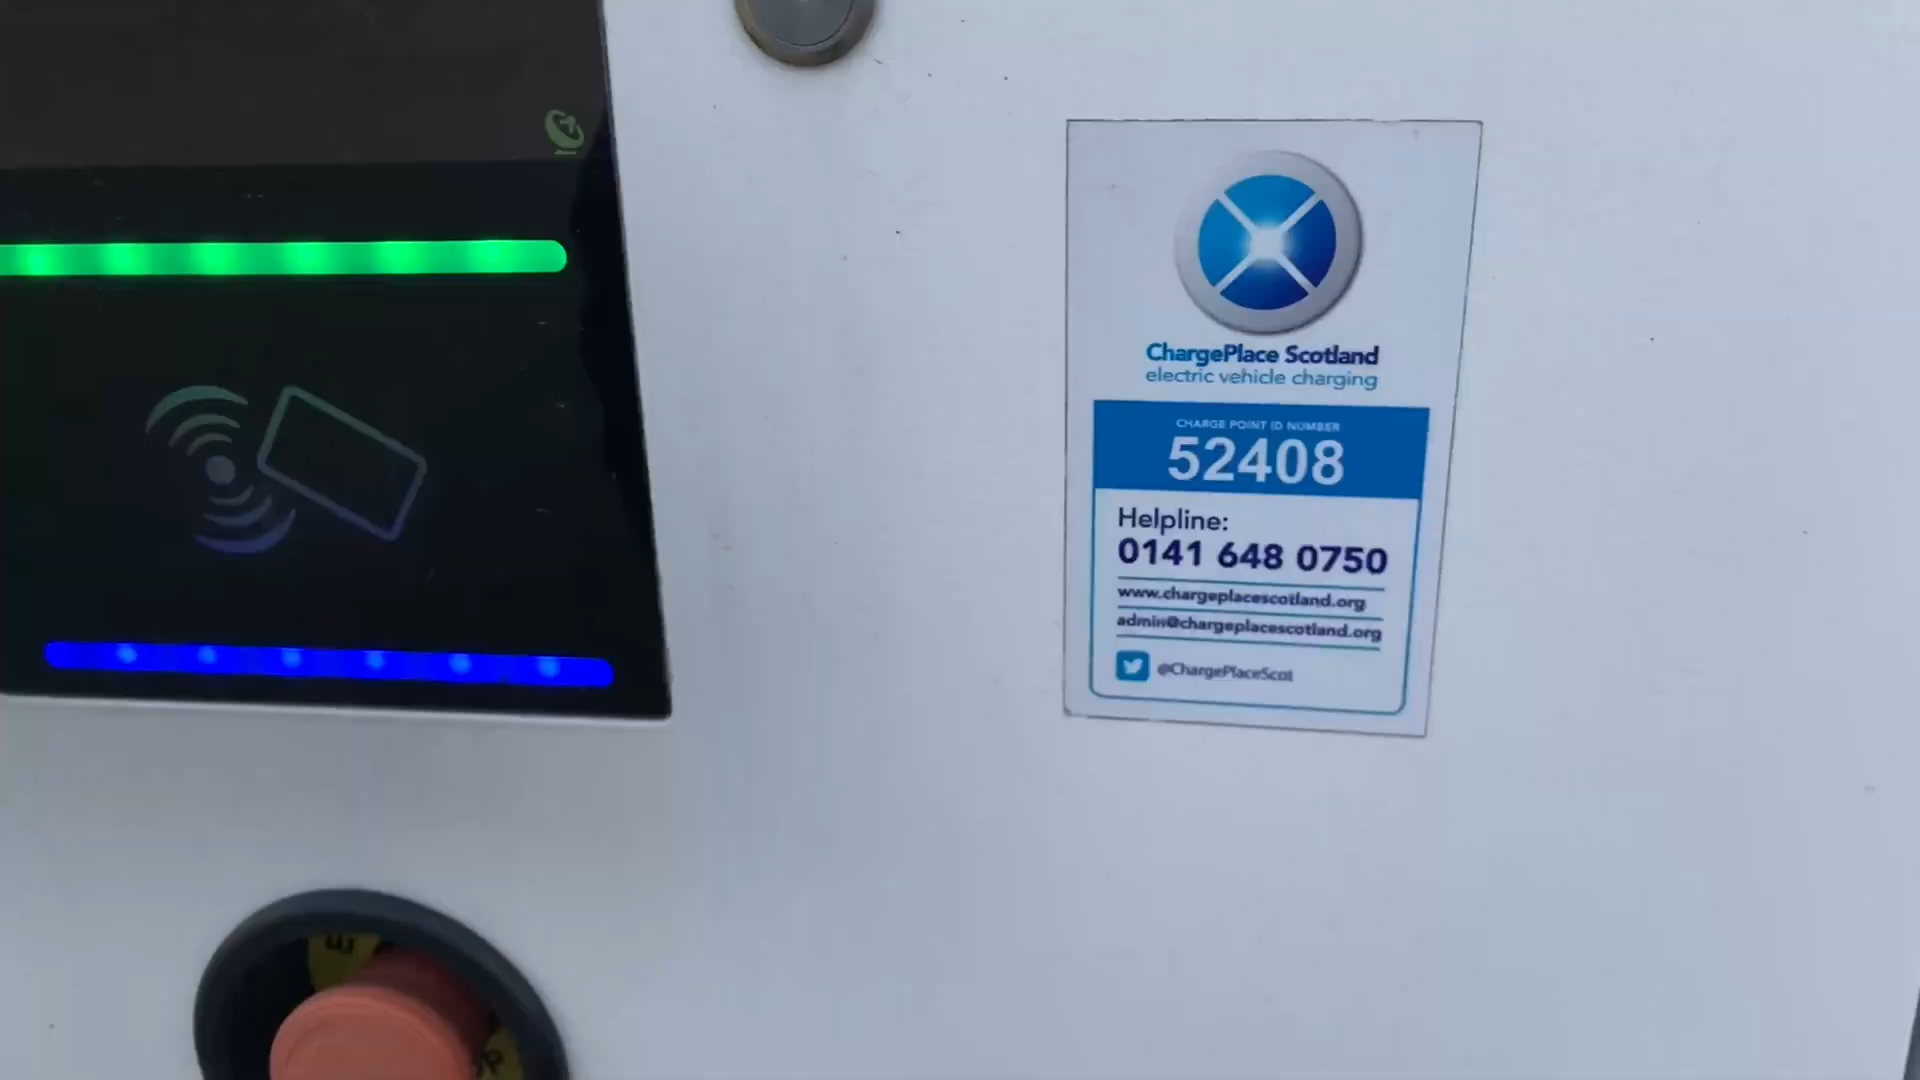 ChargePlace Scotland
electric vehicle charging
CHARGE POINT ID NUMBER
52408
Helpline:
0141 648 0750
www.chargeplacescotland.org
admin@chargeplacescotland.org
@ChargePlaceScot